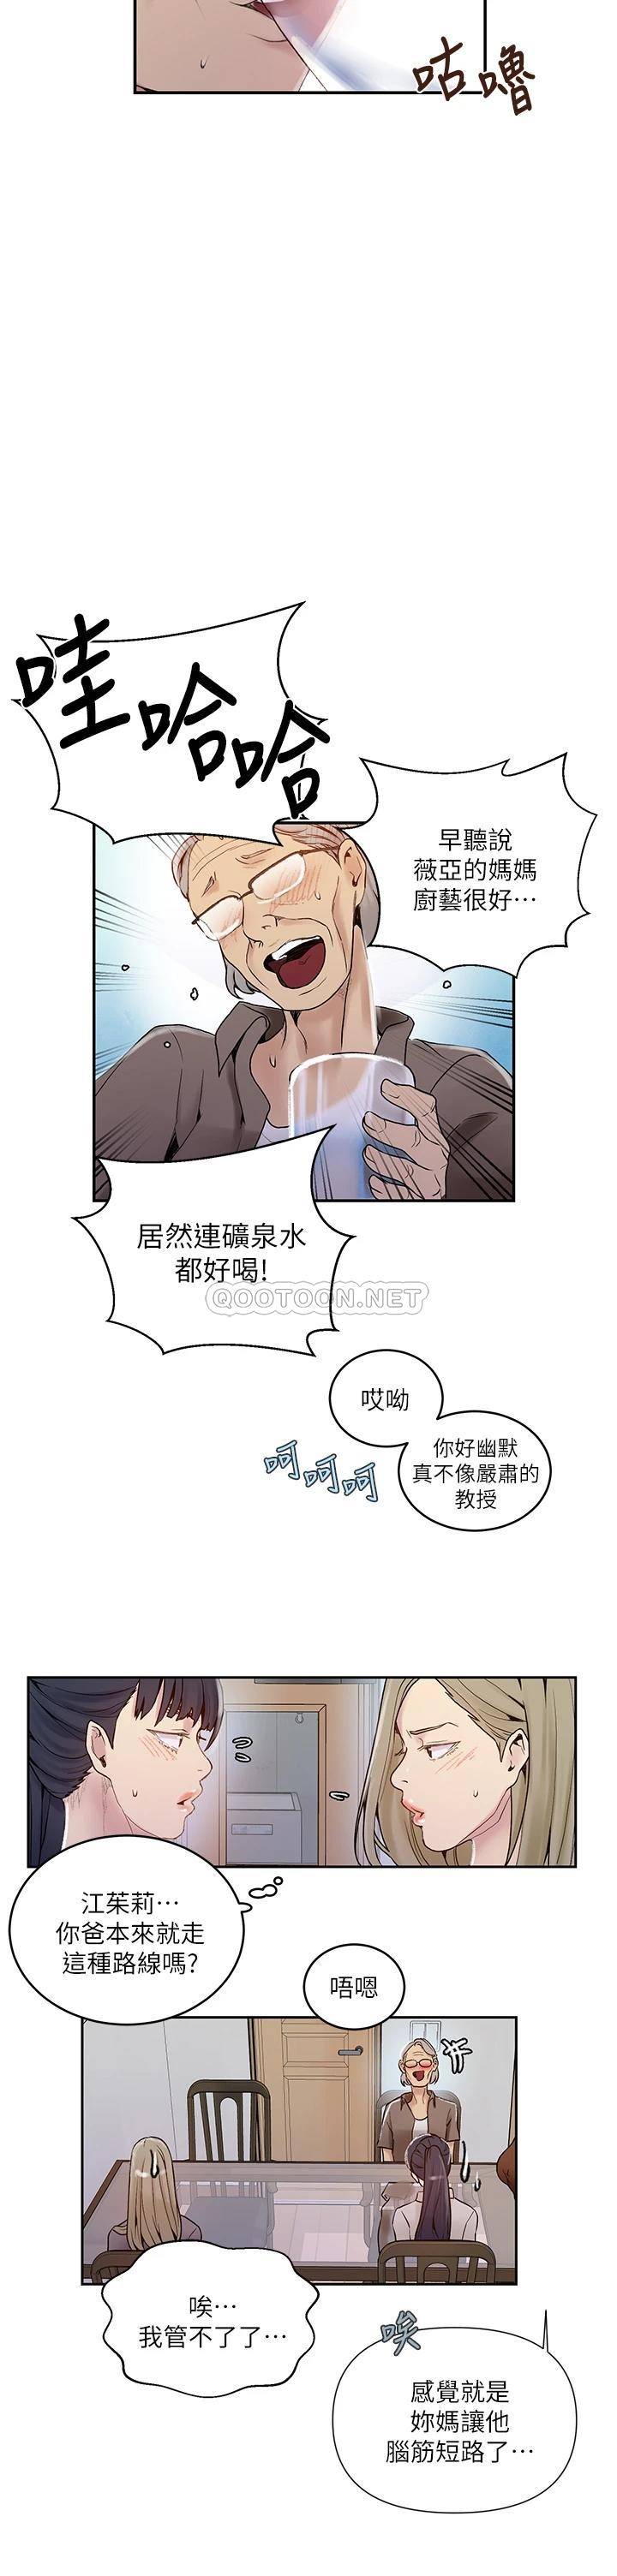 咕嚕
哇哈哈
早聽說
薇亞的媽媽
廚藝很好…
居然連礦泉水
都好喝!
QOOTOON.NET
哎呦
你好幽默
真不像嚴肅的
教授
呵呵呵
江茱莉…
你爸本來就走
這種路線嗎?
唔嗯
唉…
我管不了了…
唉
感覺就是
妳媽讓他
腦筋短路了…